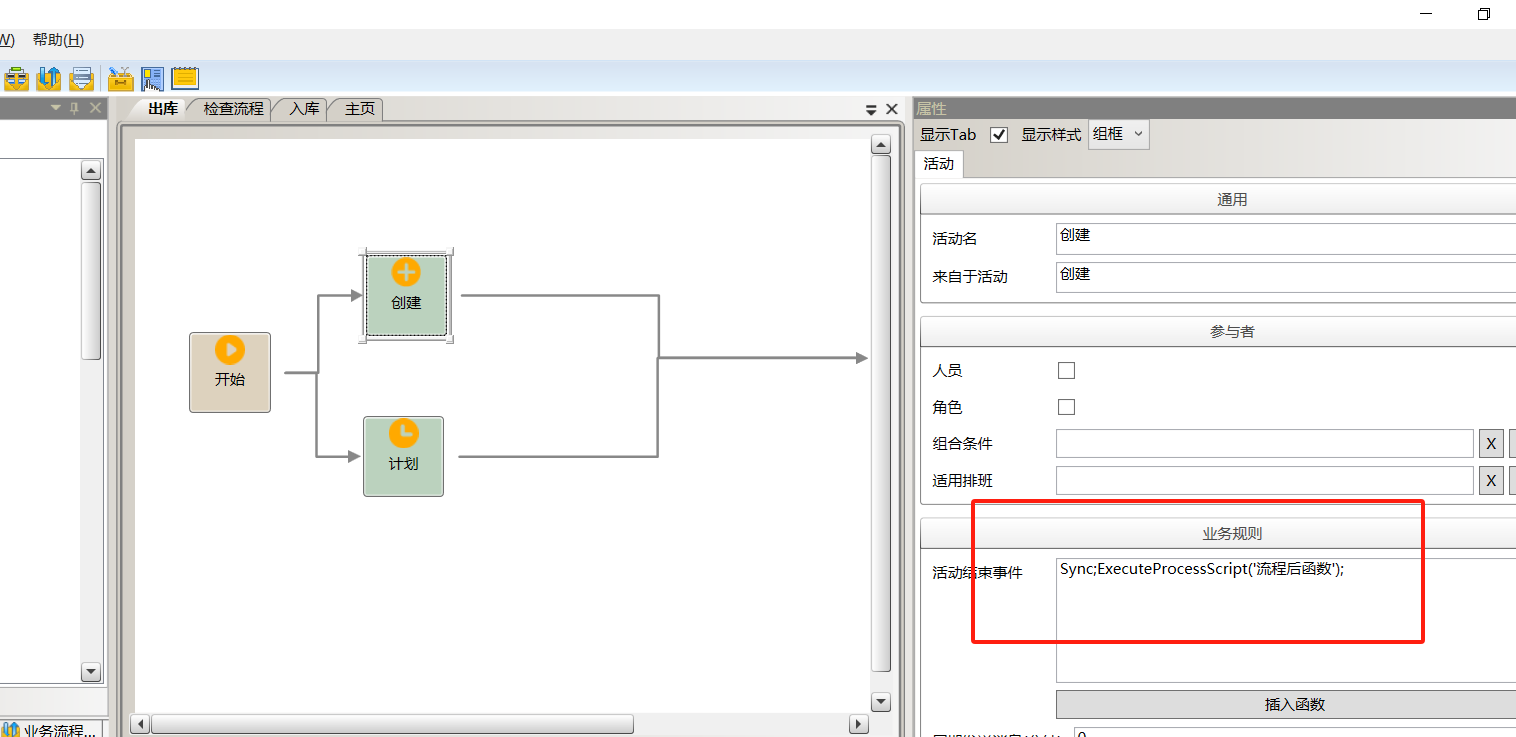 W) 帮助(H)
出库 检查流程 入库 主页
属性
显示Tab 显示样式 组框
活动
通用
活动名 创建
来自于活动 创建
参与者
人员
角色
组合条件 X
适用排班 X
业务规则
活动结束事件 Sync;ExecuteProcessScript('流程后函数');
插入函数
开始
创建
计划
业务流程...